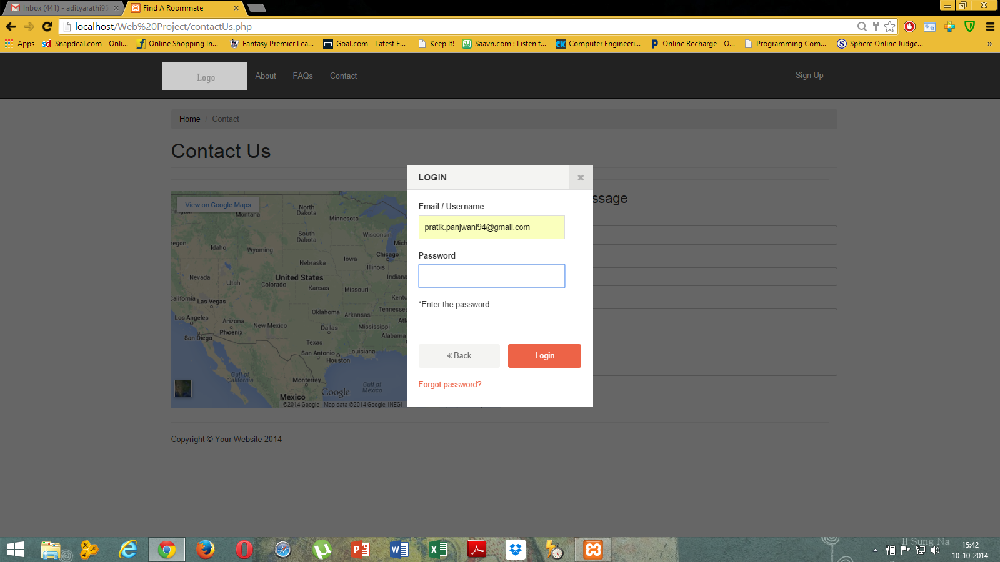 Inbox (441) - adityarathi95
Find A Roommate
localhost/Web%20Project/contactUs.php
Apps
Snapdeal.com - Onli...
Online Shopping In...
Fantasy Premier Lea...
Goal.com - Latest F...
Keep It!
Saavn.com : Listen t...
Computer Engineeri...
Online Recharge - O...
Programming Com...
Sphere Online Judge...
»
Logo
About
FAQs
Contact
Sign Up
Home / Contact
Contact Us
LOGIN
Email / Username
pratik.panjwani94@gmail.com
Password
*Enter the password
« Back
Login
Forgot password?
ssage
View on Google Maps
Montana
North
Dakota
Minnesota
South
Dakota
Wisconsin
Mich
egon
Idaho
Wyoming
Chicago
Nebraska
Iowa
Illinois
Nevada
United States
Indiana
Utah
Colorado
Kansas
Missouri
California
Las Vegas
Kentu
Oklahoma
Tennessee
Los Angeles
Arizona
Arkansas
New Mexico
Phoenix
Dallas
Mississippi
Atl
San Diego
Alabama
Texas
San Antonio
Louisiana
Houston
Gulf of
California
Monterrey
Gulf of
Mexico
Google
Mexico
©2014 Google - Map data ©2014 Google, INEGI
Copyright © Your Website 2014
Il Sung Na
15:42
10-10-2014